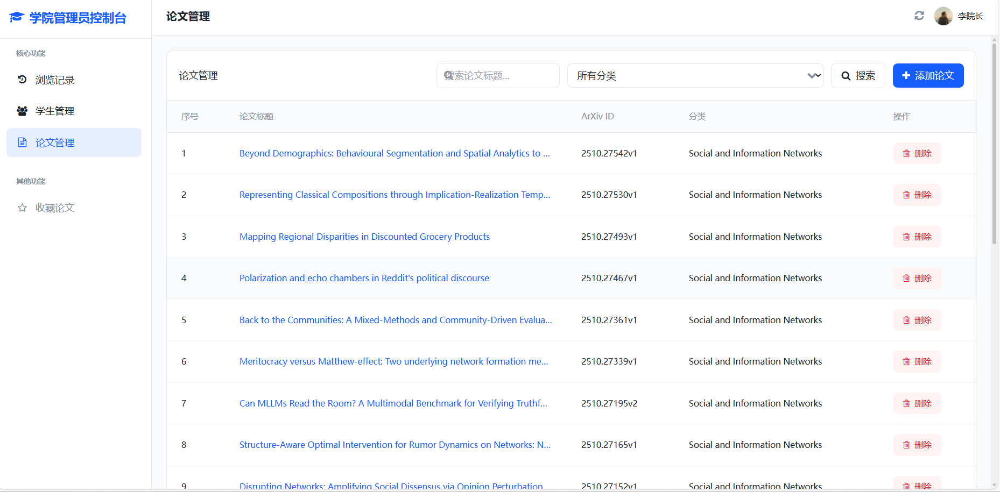 学院管理员控制台
论文管理
李院长
核心功能
浏览记录
学生管理
论文管理
其他功能
收藏论文
论文管理
搜索论文标题...
所有分类
搜索
添加论文
序号 论文标题 ArXiv ID 分类 操作
1 Beyond Demographics: Behavioural Segmentation and Spatial Analytics to ... 2510.27542v1 Social and Information Networks 删除
2 Representing Classical Compositions through Implication-Realization Temp... 2510.27530v1 Social and Information Networks 删除
3 Mapping Regional Disparities in Discounted Grocery Products 2510.27493v1 Social and Information Networks 删除
4 Polarization and echo chambers in Reddit's political discourse 2510.27467v1 Social and Information Networks 删除
5 Back to the Communities: A Mixed-Methods and Community-Driven Evalua... 2510.27361v1 Social and Information Networks 删除
6 Meritocracy versus Matthew-effect: Two underlying network formation me... 2510.27339v1 Social and Information Networks 删除
7 Can MLLMs Read the Room? A Multimodal Benchmark for Verifying Truthf... 2510.27195v2 Social and Information Networks 删除
8 Structure-Aware Optimal Intervention for Rumor Dynamics on Networks: N... 2510.27165v1 Social and Information Networks 删除
9 Disrupting Networks: Amplifying Social Dissensus via Opinion Perturbation 2510.27152v1 Social and Information Networks 删除